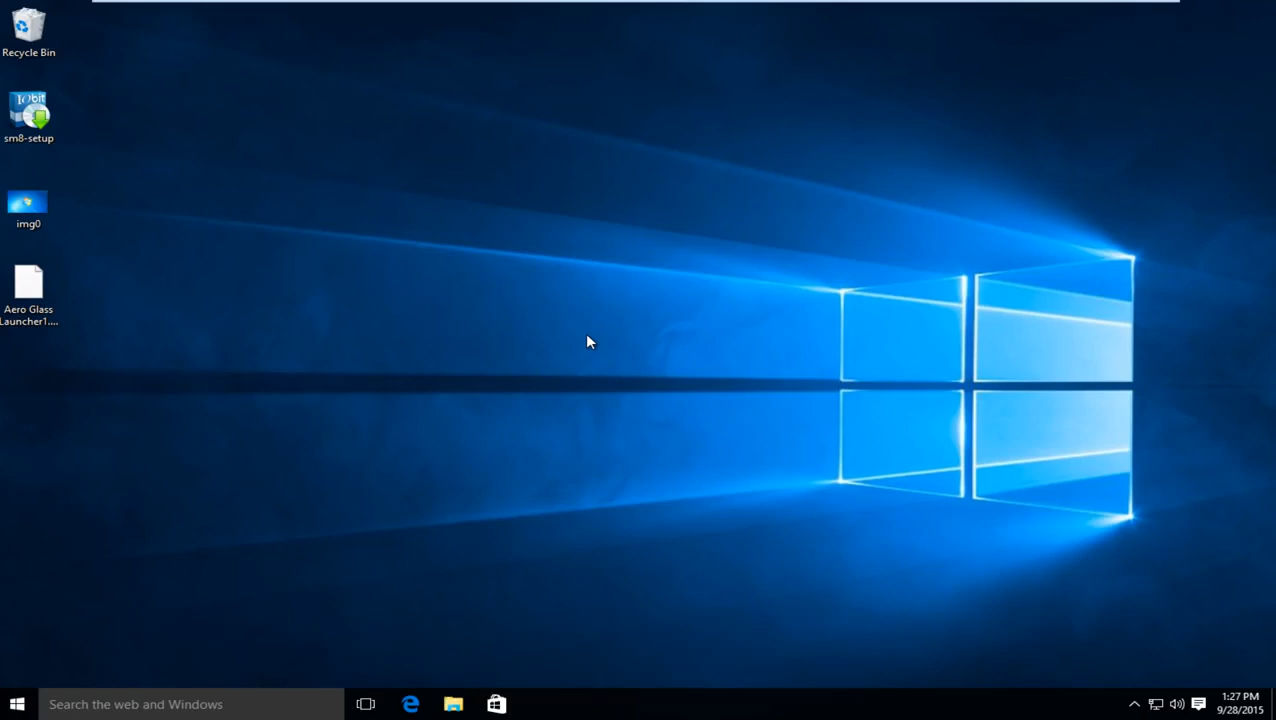 Recycle Bin
IObit
sm8-setup
img0
Aero Glass
Launcher1....
Search the web and Windows
1:27 PM
9/28/2015